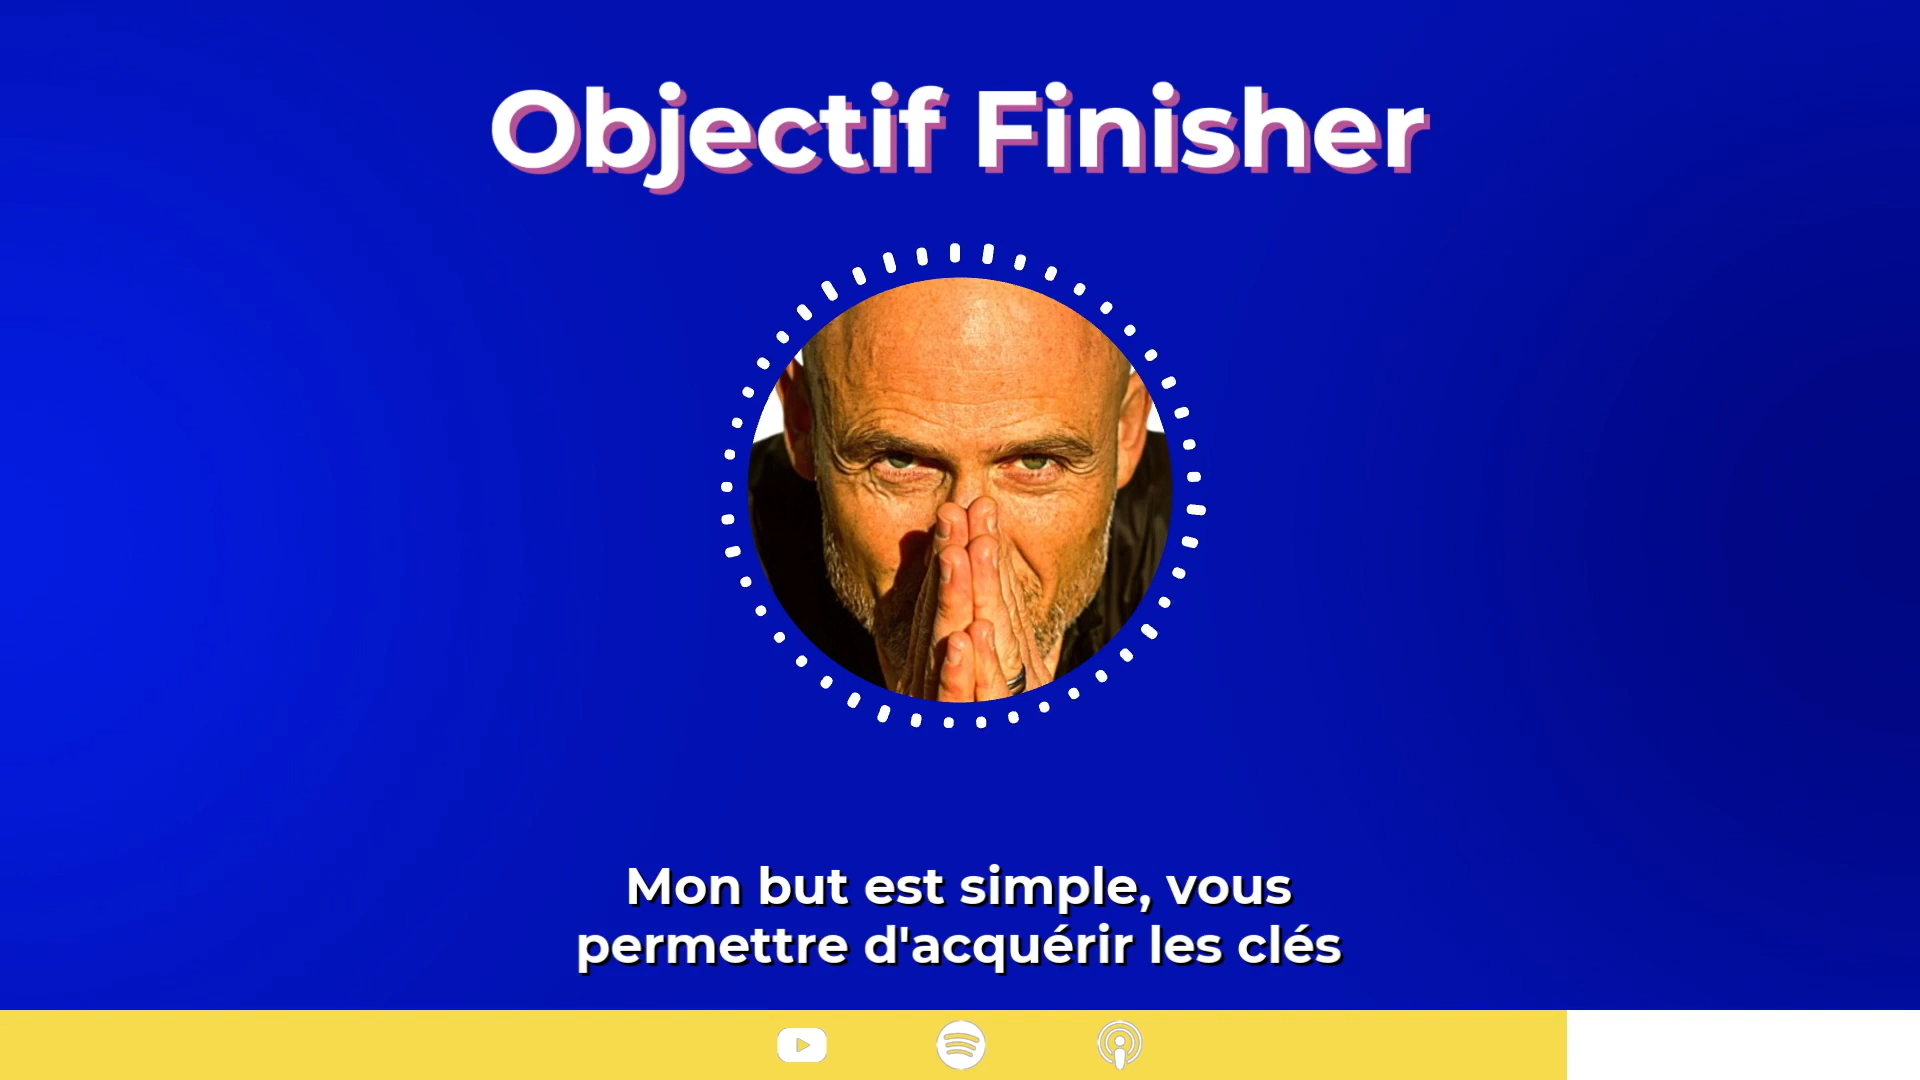 Objectif Finisher
Mon but est simple, vous
permettre d'acquérir les clés